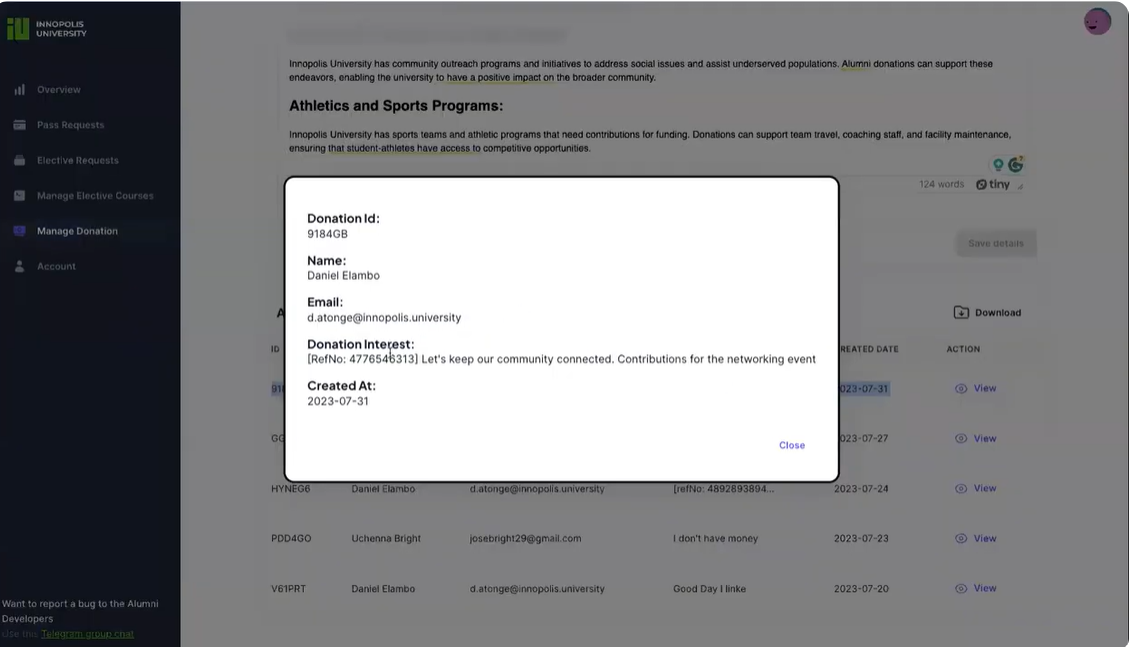 INNOPOLIS
UNIVERSITY
Overview
Pass Requests
Elective Requests
Manage Elective Courses
Manage Donation
Account
Want to report a bug to the Alumni
Developers
Use this Telegram group chat
Innopolis University has community outreach programs and initiatives to address social issues and assist underserved populations. Alumni donations can support these
endeavors, enabling the university to have a positive impact on the broader community.
Athletics and Sports Programs:
Innopolis University has sports teams and athletic programs that need contributions for funding. Donations can support team travel, coaching staff, and facility maintenance,
ensuring that student-athletes have access to competitive opportunities.
124 words tiny
Save details
Donation Id:
9184GB
Name:
Daniel Elambo
Email:
d.atonge@innopolis.university
Donation Interest:
[RefNo: 4776546313] Let's keep our community connected. Contributions for the networking event
Created At:
2023-07-31
Close
A
Download
ID REATED DATE ACTION
91 023-07-31 View
GG 023-07-27 View
HYNEG6 Daniel Elambo d.atonge@innopolis.university [refNo: 4892893894... 2023-07-24 View
PDD4GO Uchenna Bright josebright29@gmail.com I don't have money 2023-07-23 View
V61PRT Daniel Elambo d.atonge@innopolis.university Good Day I linke 2023-07-20 View